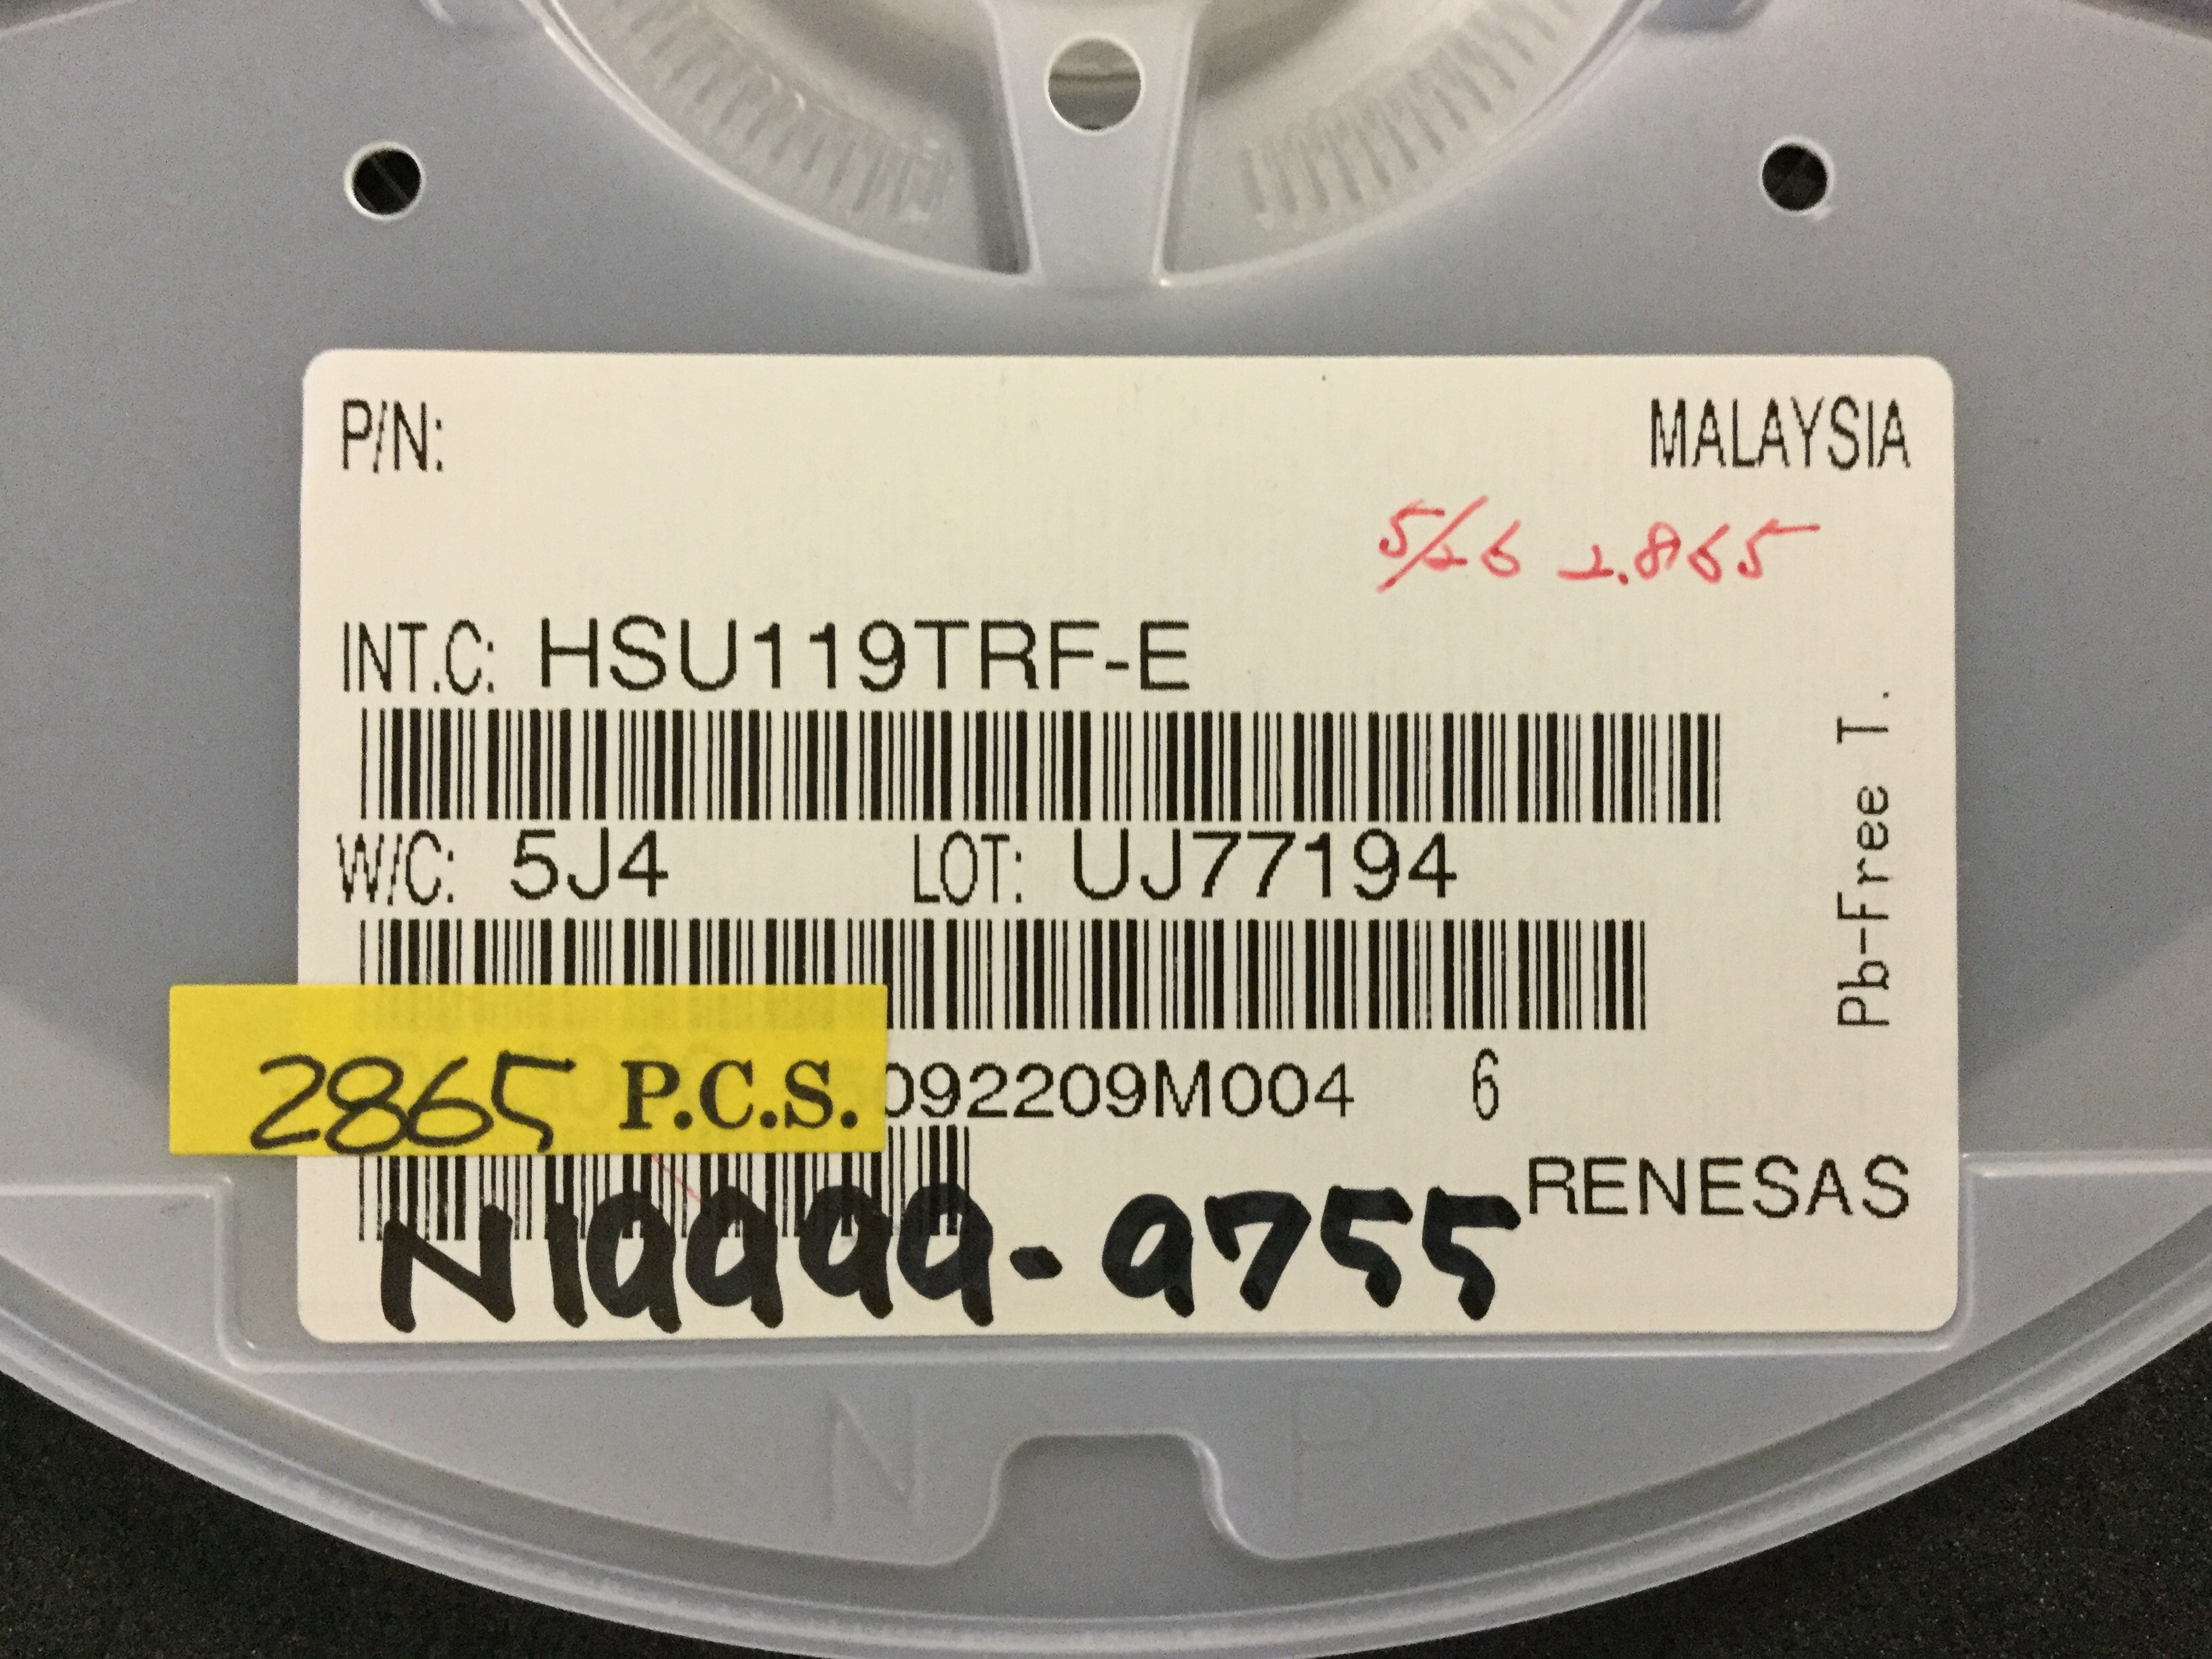 P/N:
MALAYSIA
5/26 2.865
INT.C: HSU119TRF-E
W/C: 5J4 LOT: UJ77194
Pb-Free T.
2865 P.C.S.
092209M004 6
RENESAS
N19999-9755
N P